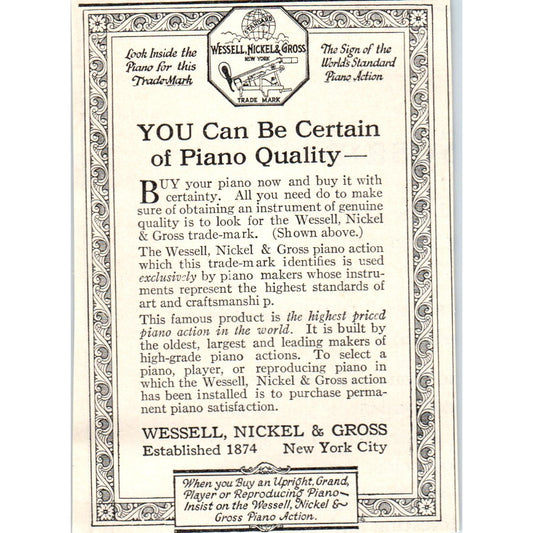 Look Inside the
Piano for this
Trade Mark
STANDARD
WESSELL, NICKEL & GROSS
NEW YORK
TRADE MARK
The Sign of the
World's Standard
Piano Action
YOU Can Be Certain
of Piano Quality—
BUY your piano now and buy it with
certainty. All you need do to make
sure of obtaining an instrument of genuine
quality is to look for the Wessell, Nickel
& Gross trade-mark. (Shown above.)
The Wessell, Nickel & Gross piano action
which this trade-mark identifies is used
exclusively by piano makers whose instru-
ments represent the highest standards of
art and craftsmanship.
This famous product is the highest priced
piano action in the world. It is built by
the oldest, largest and leading makers of
high-grade piano actions. To select a
piano, player, or reproducing piano in
which the Wessell, Nickel & Gross action
has been installed is to purchase perma-
nent piano satisfaction.
WESSELL, NICKEL & GROSS
Established 1874 New York City
When you Buy an Upright, Grand,
Player or Reproducing Piano—
Insist on the Wessell, Nickel &
Gross Piano Action.